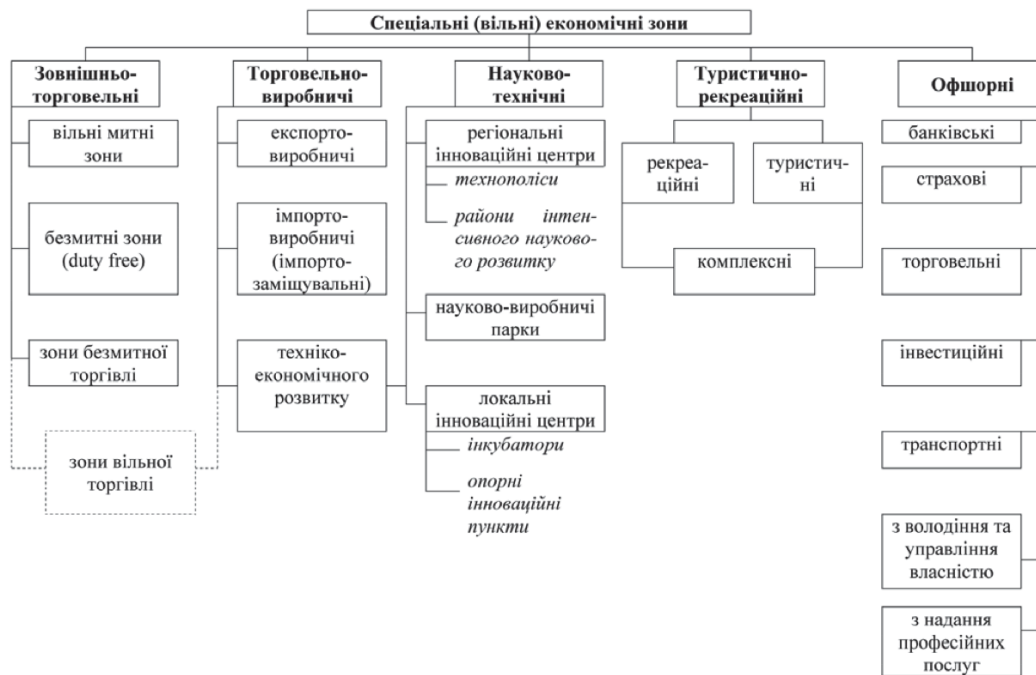 Спеціальні (вільні) економічні зони
Зовнішньо-
торговельні
вільні митні
зони
безмитні зони
(duty free)
зони безмитної
торгівлі
зони вільної
торгівлі
Торговельно-
виробничі
експорто-
виробничі
імпорто-
виробничі
(імпорто-
заміщувальні)
техніко-
економічного
розвитку
Науково-
технічні
регіональні
інноваційні центри
технополіси
райони інтен-
сивного науково-
го розвитку
науково-виробничі
парки
локальні
інноваційні центри
інкубатори
опорні
інноваційні
пункти
Туристично-
рекреаційні
рекреа-
ційні
туристич-
ні
комплексні
Офшорні
банківські
страхові
торговельні
інвестиційні
транспортні
з володіння та
управління
власністю
з надання
професійних
послуг